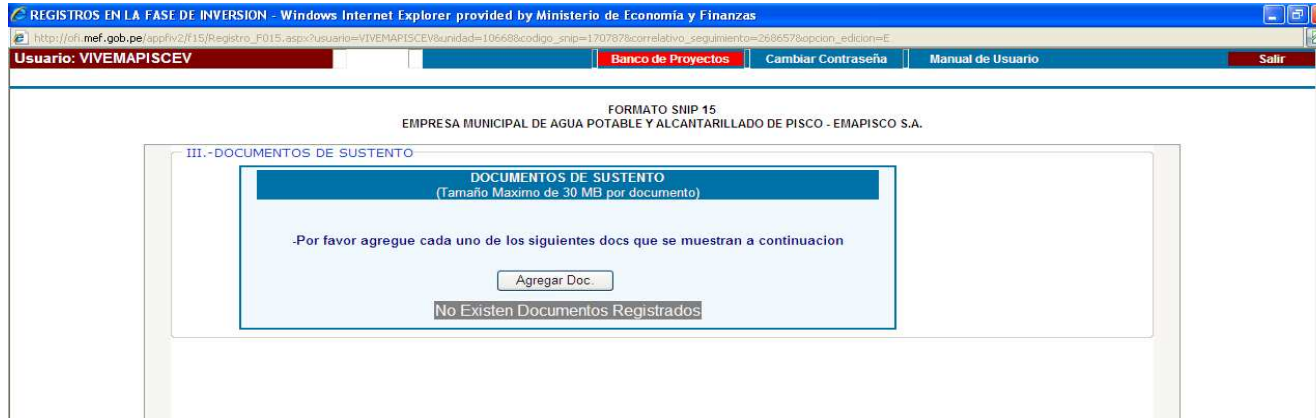 REGISTROS EN LA FASE DE INVERSION - Windows Internet Explorer provided by Ministerio de Economía y Finanzas
http://ofi.mef.gob.pe/appfiv2/f15/Registro_F015.aspx?usuario=VIVEMAPISCEV&unidad=10668&codigo_snip=170787&correlativo_seguimiento=268657&opcion_edicion=E
Usuario: VIVEMAPISCEV Banco de Proyectos Cambiar Contraseña Manual de Usuario Salir
FORMATO SNIP 15
EMPRESA MUNICIPAL DE AGUA POTABLE Y ALCANTARILLADO DE PISCO - EMAPISCO S.A.
III.-DOCUMENTOS DE SUSTENTO
DOCUMENTOS DE SUSTENTO
(Tamaño Maximo de 30 MB por documento)
-Por favor agregue cada uno de los siguientes docs que se muestran a continuacion
Agregar Doc.
No Existen Documentos Registrados